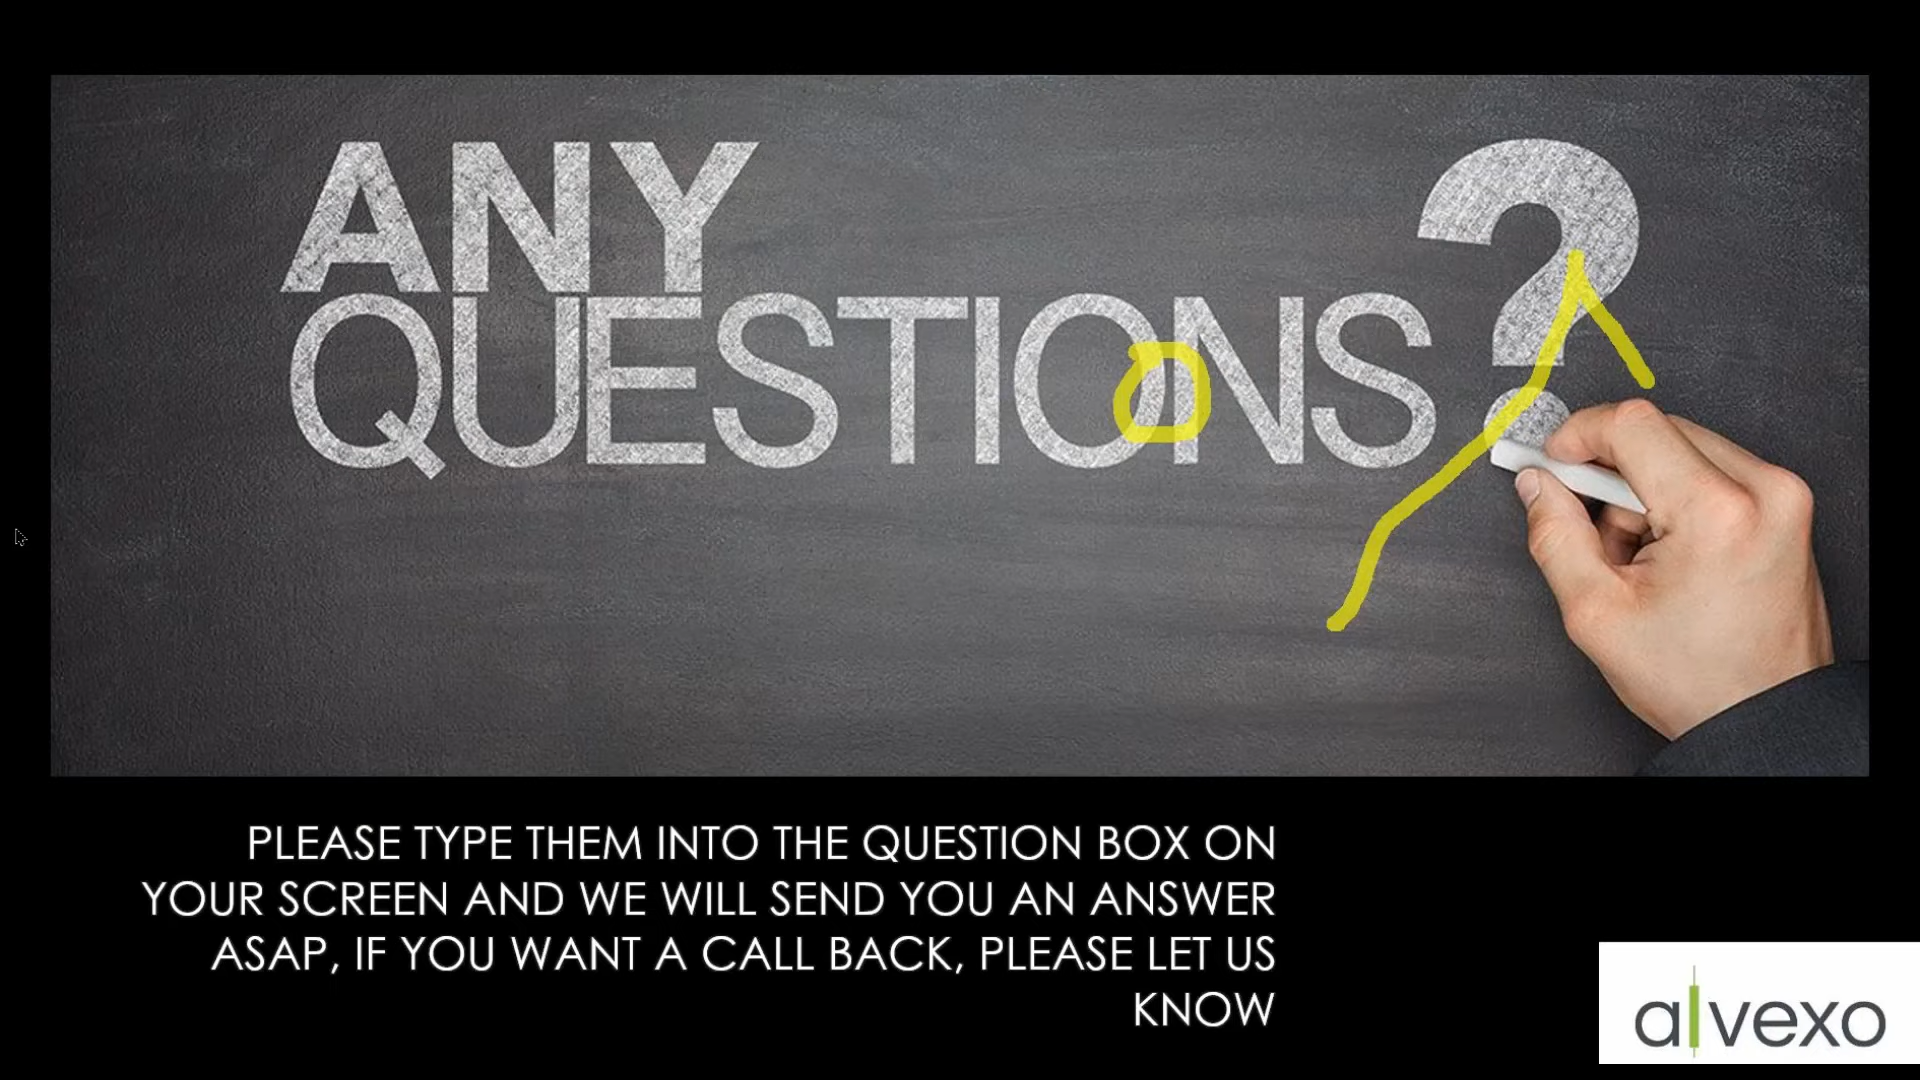 ANY
QUESTIONS?
PLEASE TYPE THEM INTO THE QUESTION BOX ON
YOUR SCREEN AND WE WILL SEND YOU AN ANSWER
ASAP, IF YOU WANT A CALL BACK, PLEASE LET US
KNOW
alvexo